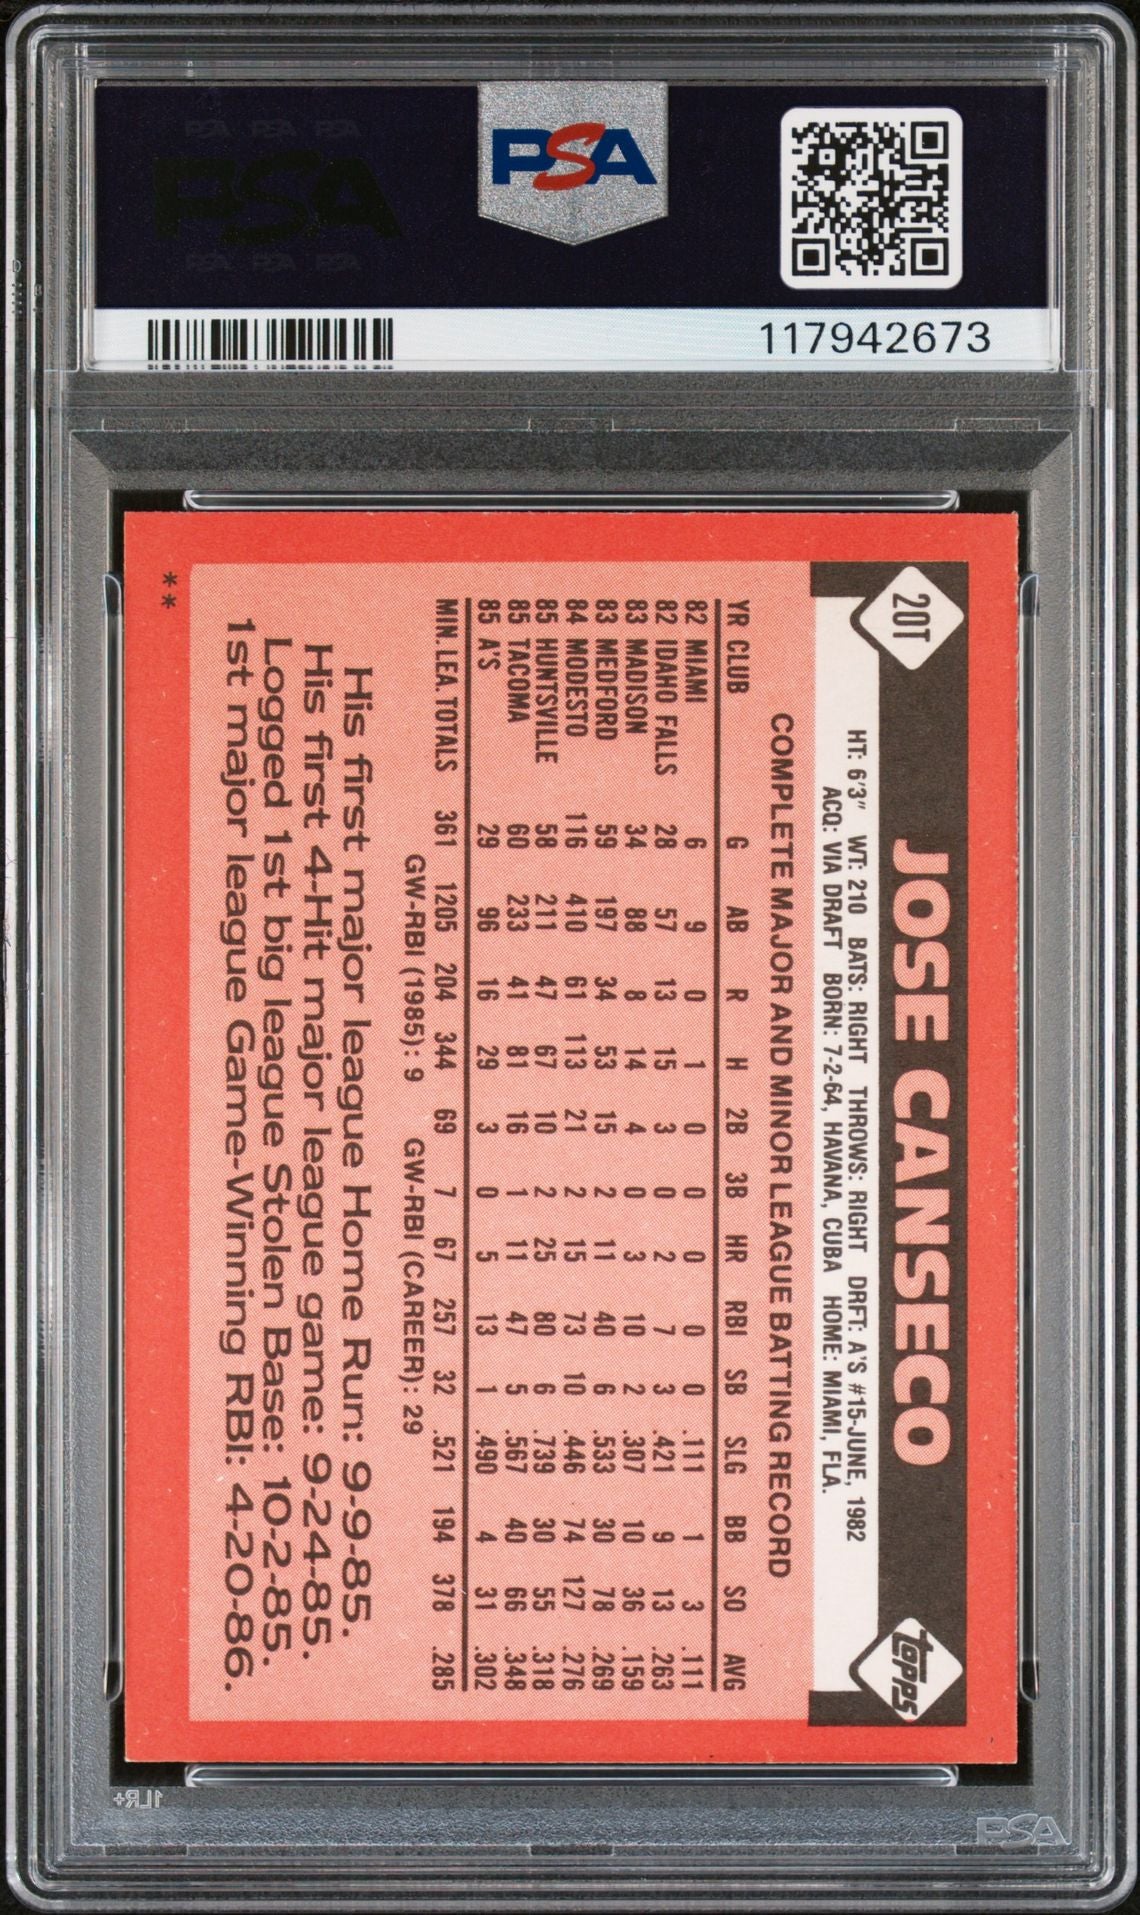 PSA PSA PSA
PSA
PSA PSA PSA
PSA
117942673
20T
JOSE CANSECO
topps
HT: 6'3" WT: 210 BATS: RIGHT THROWS: RIGHT DRFT: A'S #15-JUNE, 1982
ACQ: VIA DRAFT BORN: 7-2-64, HAVANA, CUBA HOME: MIAMI, FLA.
COMPLETE MAJOR AND MINOR LEAGUE BATTING RECORD
YR CLUB G AB R H 2B 3B HR RBI SB SLG BB SO AVG
82 MIAMI 6 9 0 1 0 0 0 0 0 .111 1 3 .111
82 IDAHO FALLS 28 57 13 15 3 0 2 7 3 .421 9 13 .263
83 MADISON 34 88 8 14 4 0 3 10 2 .307 10 36 .159
83 MEDFORD 59 197 34 53 15 2 11 40 6 .533 30 78 .269
84 MODESTO 116 410 61 113 21 2 15 73 10 .446 74 127 .276
85 HUNTSVILLE 58 211 47 67 10 2 25 80 6 .739 30 55 .318
85 TACOMA 60 233 41 81 16 1 11 47 5 .567 40 66 .348
85 A'S 29 96 16 29 3 0 5 13 1 .490 4 31 .302
MIN. LEA. TOTALS 361 1205 204 344 69 7 67 257 32 .521 194 378 .285
GW-RBI (1985): 9 GW-RBI (CAREER): 29
His first major league Home Run: 9-9-85.
His first 4-Hit major league game: 9-24-85.
Logged 1st big league Stolen Base: 10-2-85.
1st major league Game-Winning RBI: 4-20-86.
**
1LR+
PSA